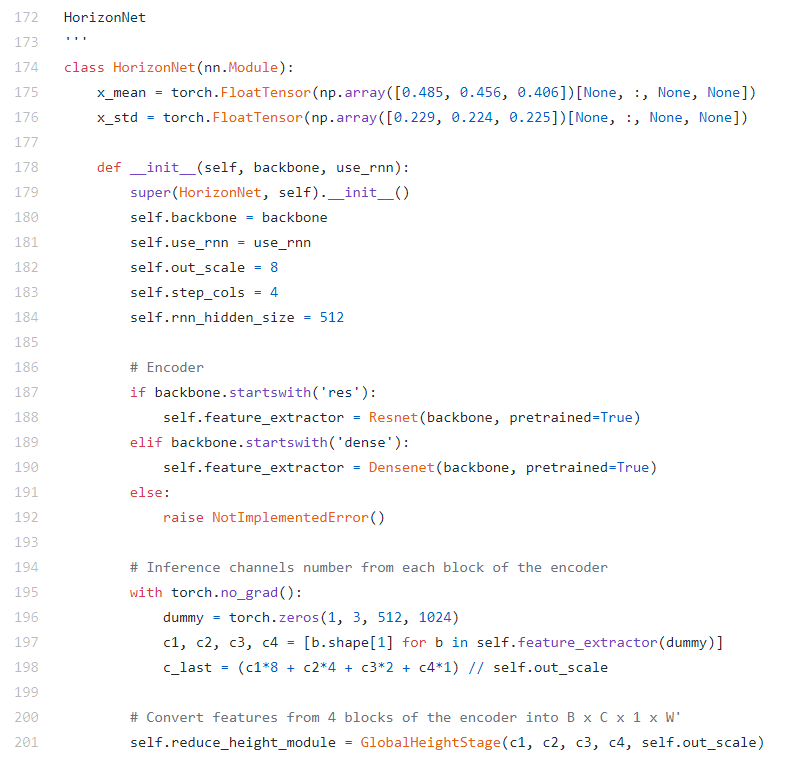 172 HorizonNet
173 '''
174 class HorizonNet(nn.Module):
175     x_mean = torch.FloatTensor(np.array([0.485, 0.456, 0.406])[None, :, None, None])
176     x_std = torch.FloatTensor(np.array([0.229, 0.224, 0.225])[None, :, None, None])
177
178     def __init__(self, backbone, use_rnn):
179         super(HorizonNet, self).__init__()
180         self.backbone = backbone
181         self.use_rnn = use_rnn
182         self.out_scale = 8
183         self.step_cols = 4
184         self.rnn_hidden_size = 512
185
186         # Encoder
187         if backbone.startswith('res'):
188             self.feature_extractor = Resnet(backbone, pretrained=True)
189         elif backbone.startswith('dense'):
190             self.feature_extractor = Densenet(backbone, pretrained=True)
191         else:
192             raise NotImplementedError()
193
194         # Inference channels number from each block of the encoder
195         with torch.no_grad():
196             dummy = torch.zeros(1, 3, 512, 1024)
197             c1, c2, c3, c4 = [b.shape[1] for b in self.feature_extractor(dummy)]
198             c_last = (c1*8 + c2*4 + c3*2 + c4*1) // self.out_scale
199
200         # Convert features from 4 blocks of the encoder into B x C x 1 x W'
201         self.reduce_height_module = GlobalHeightStage(c1, c2, c3, c4, self.out_scale)